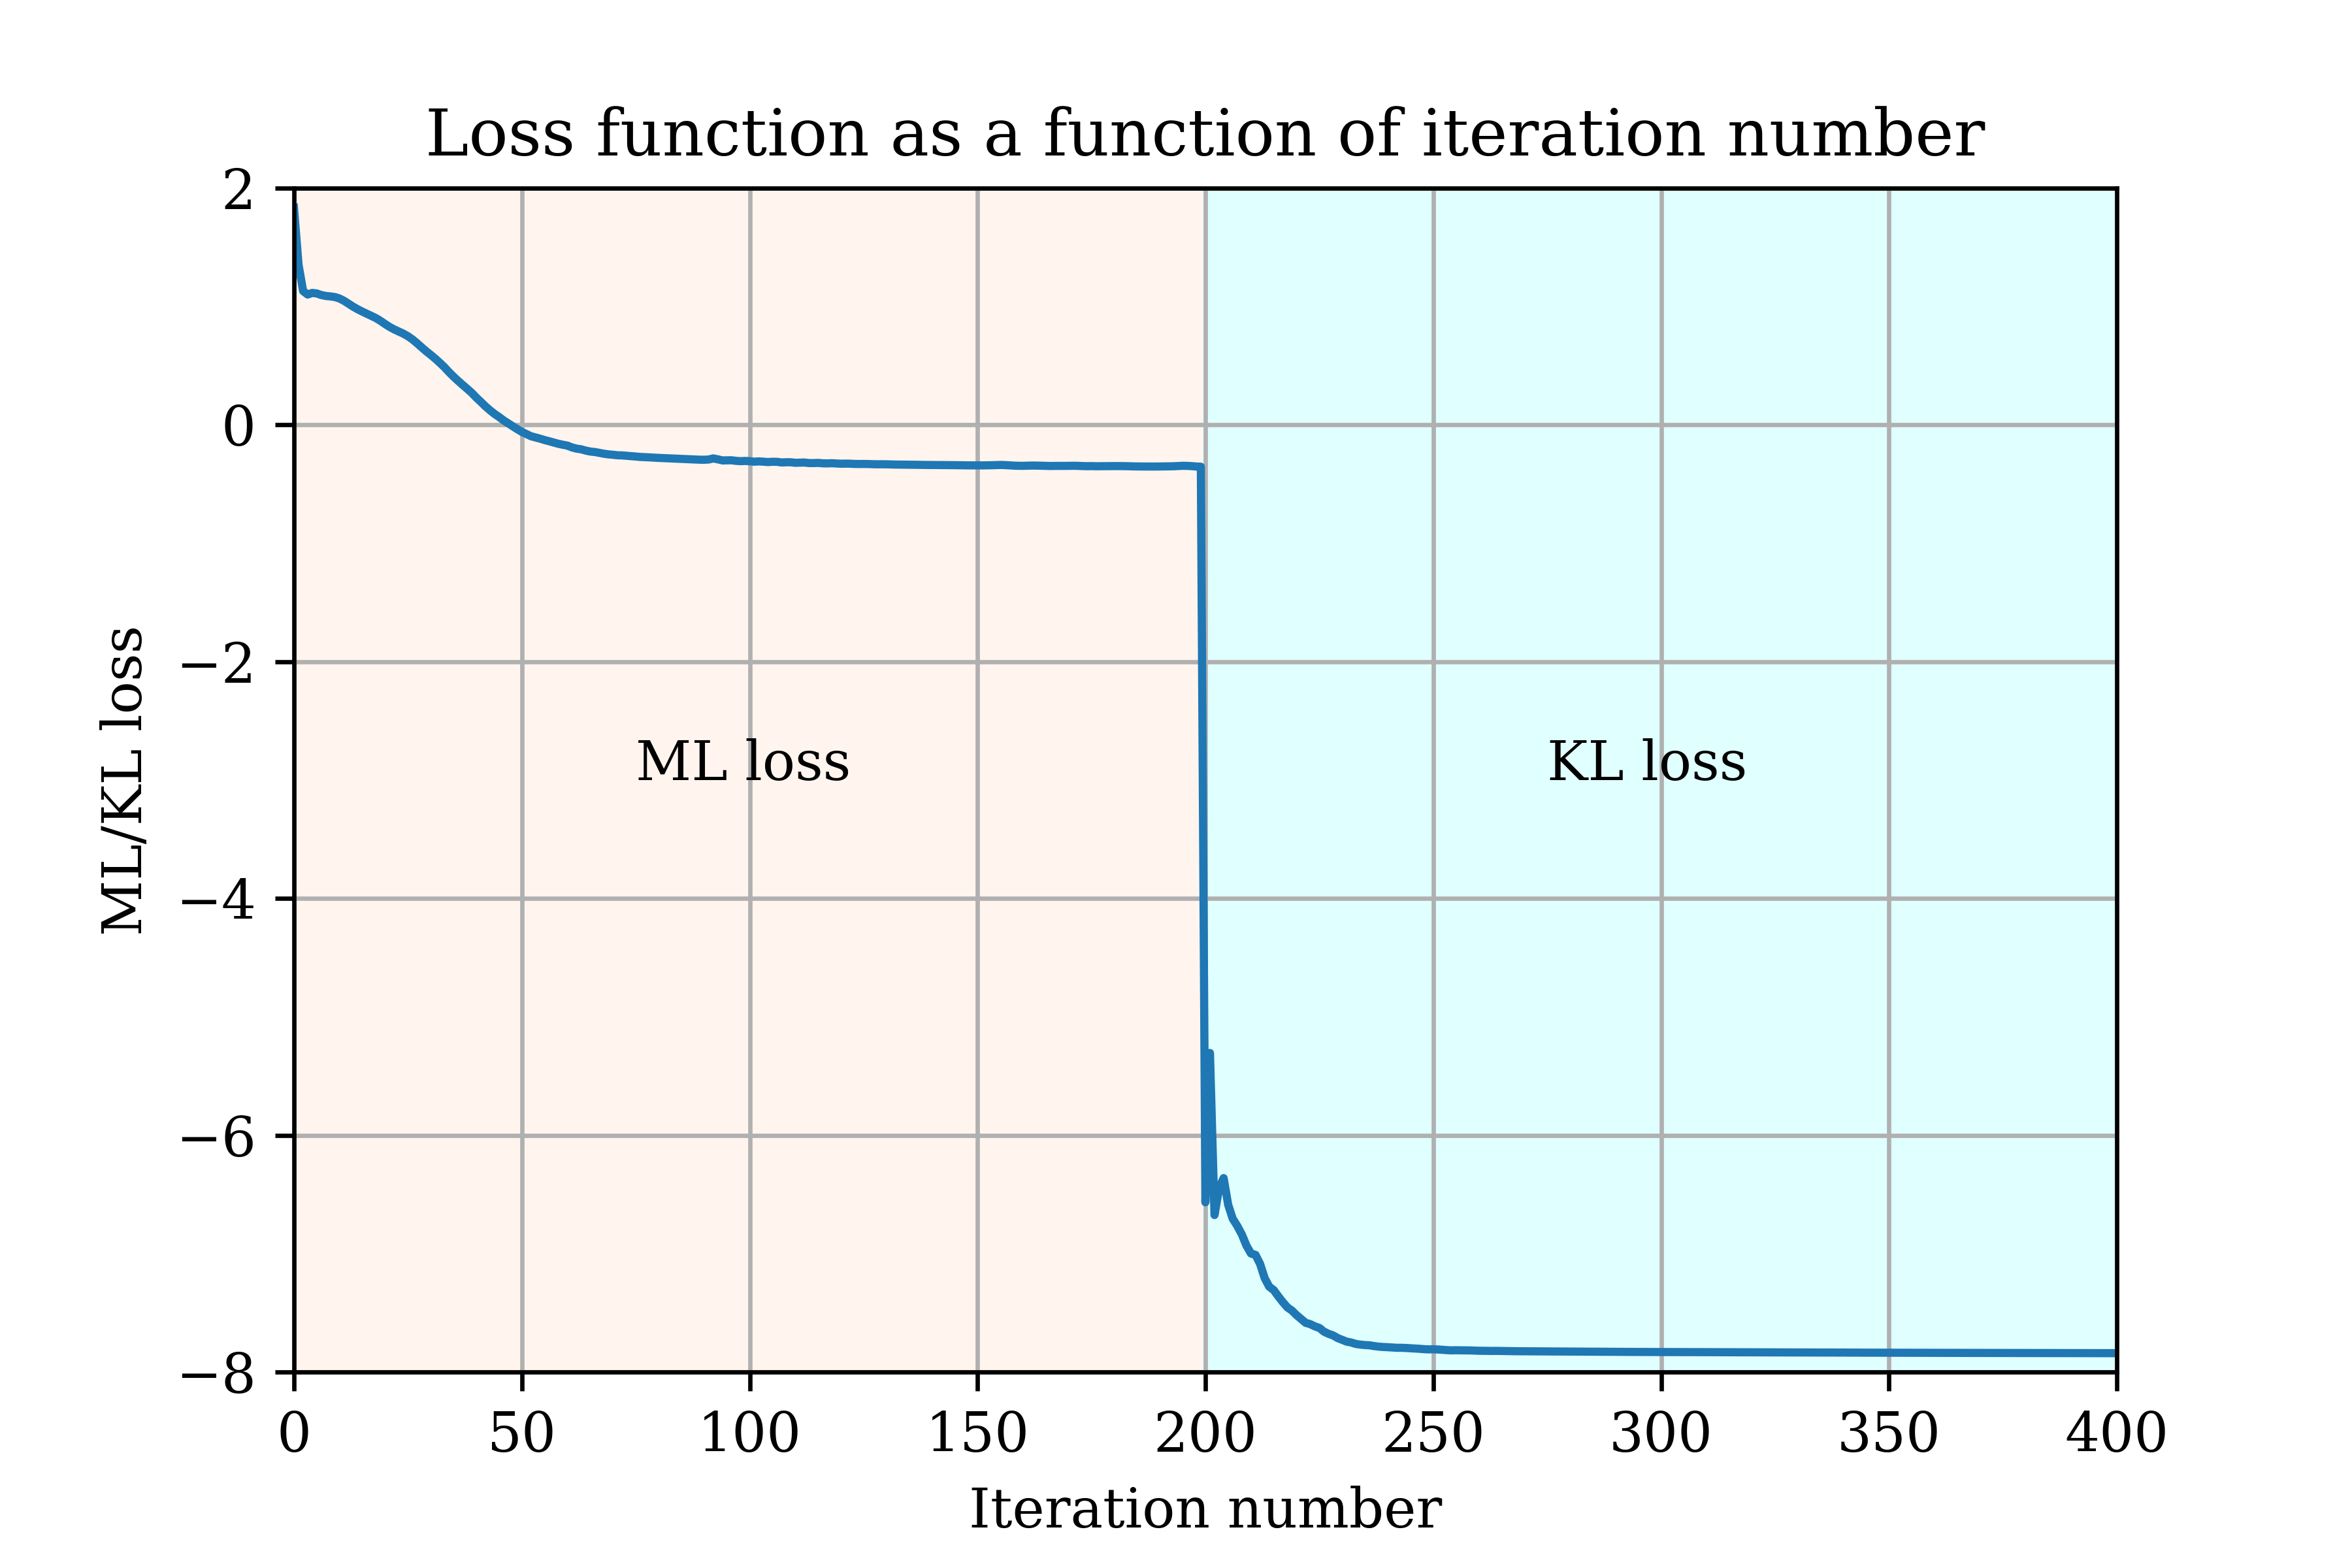 Loss function as a function of iteration number
2
0
−2
−4
−6
−8
ML/KL loss
ML loss
KL loss
0 50 100 150 200 250 300 350 400
Iteration number